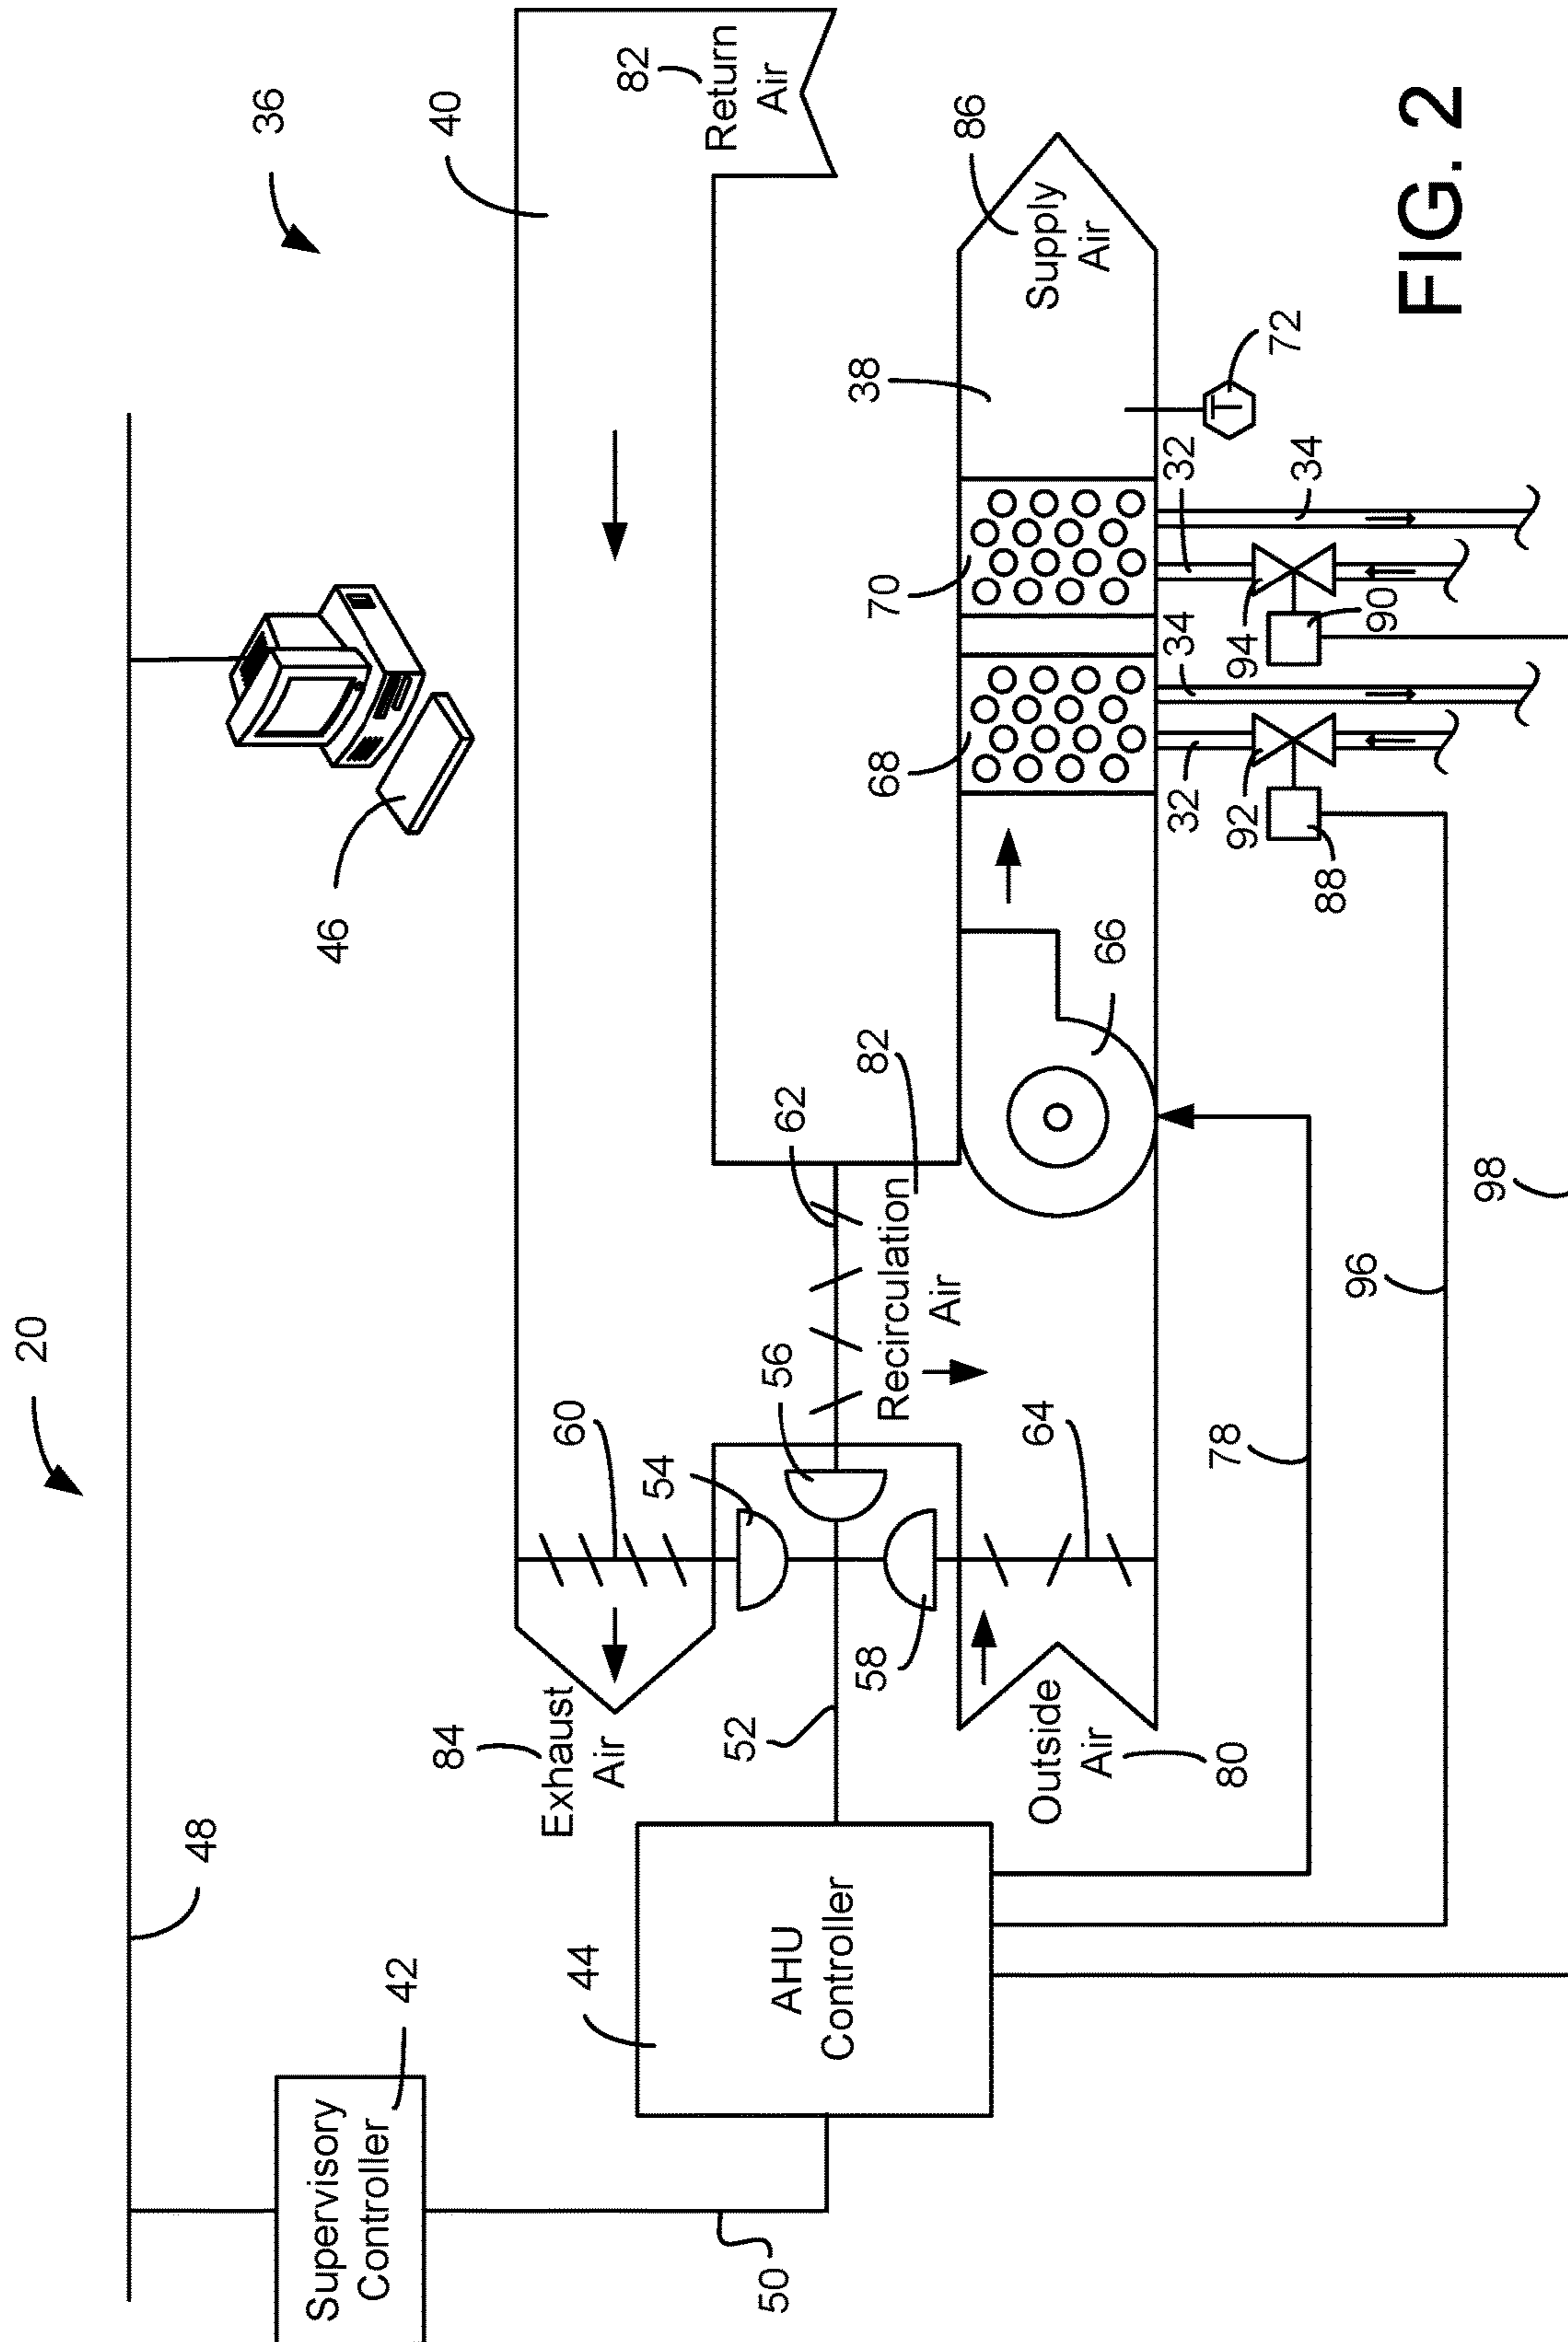 20
36
48
46
40
Supervisory
Controller
42
50
44
AHU
Controller
84
Exhaust
Air
60
54
52
56
58
62
Recirculation
Air
82
82
Return
Air
Outside
Air
80
64
78
66
68
70
38
Supply
Air
86
72
T
32
34
32
34
92
94
88
90
96
98
FIG. 2